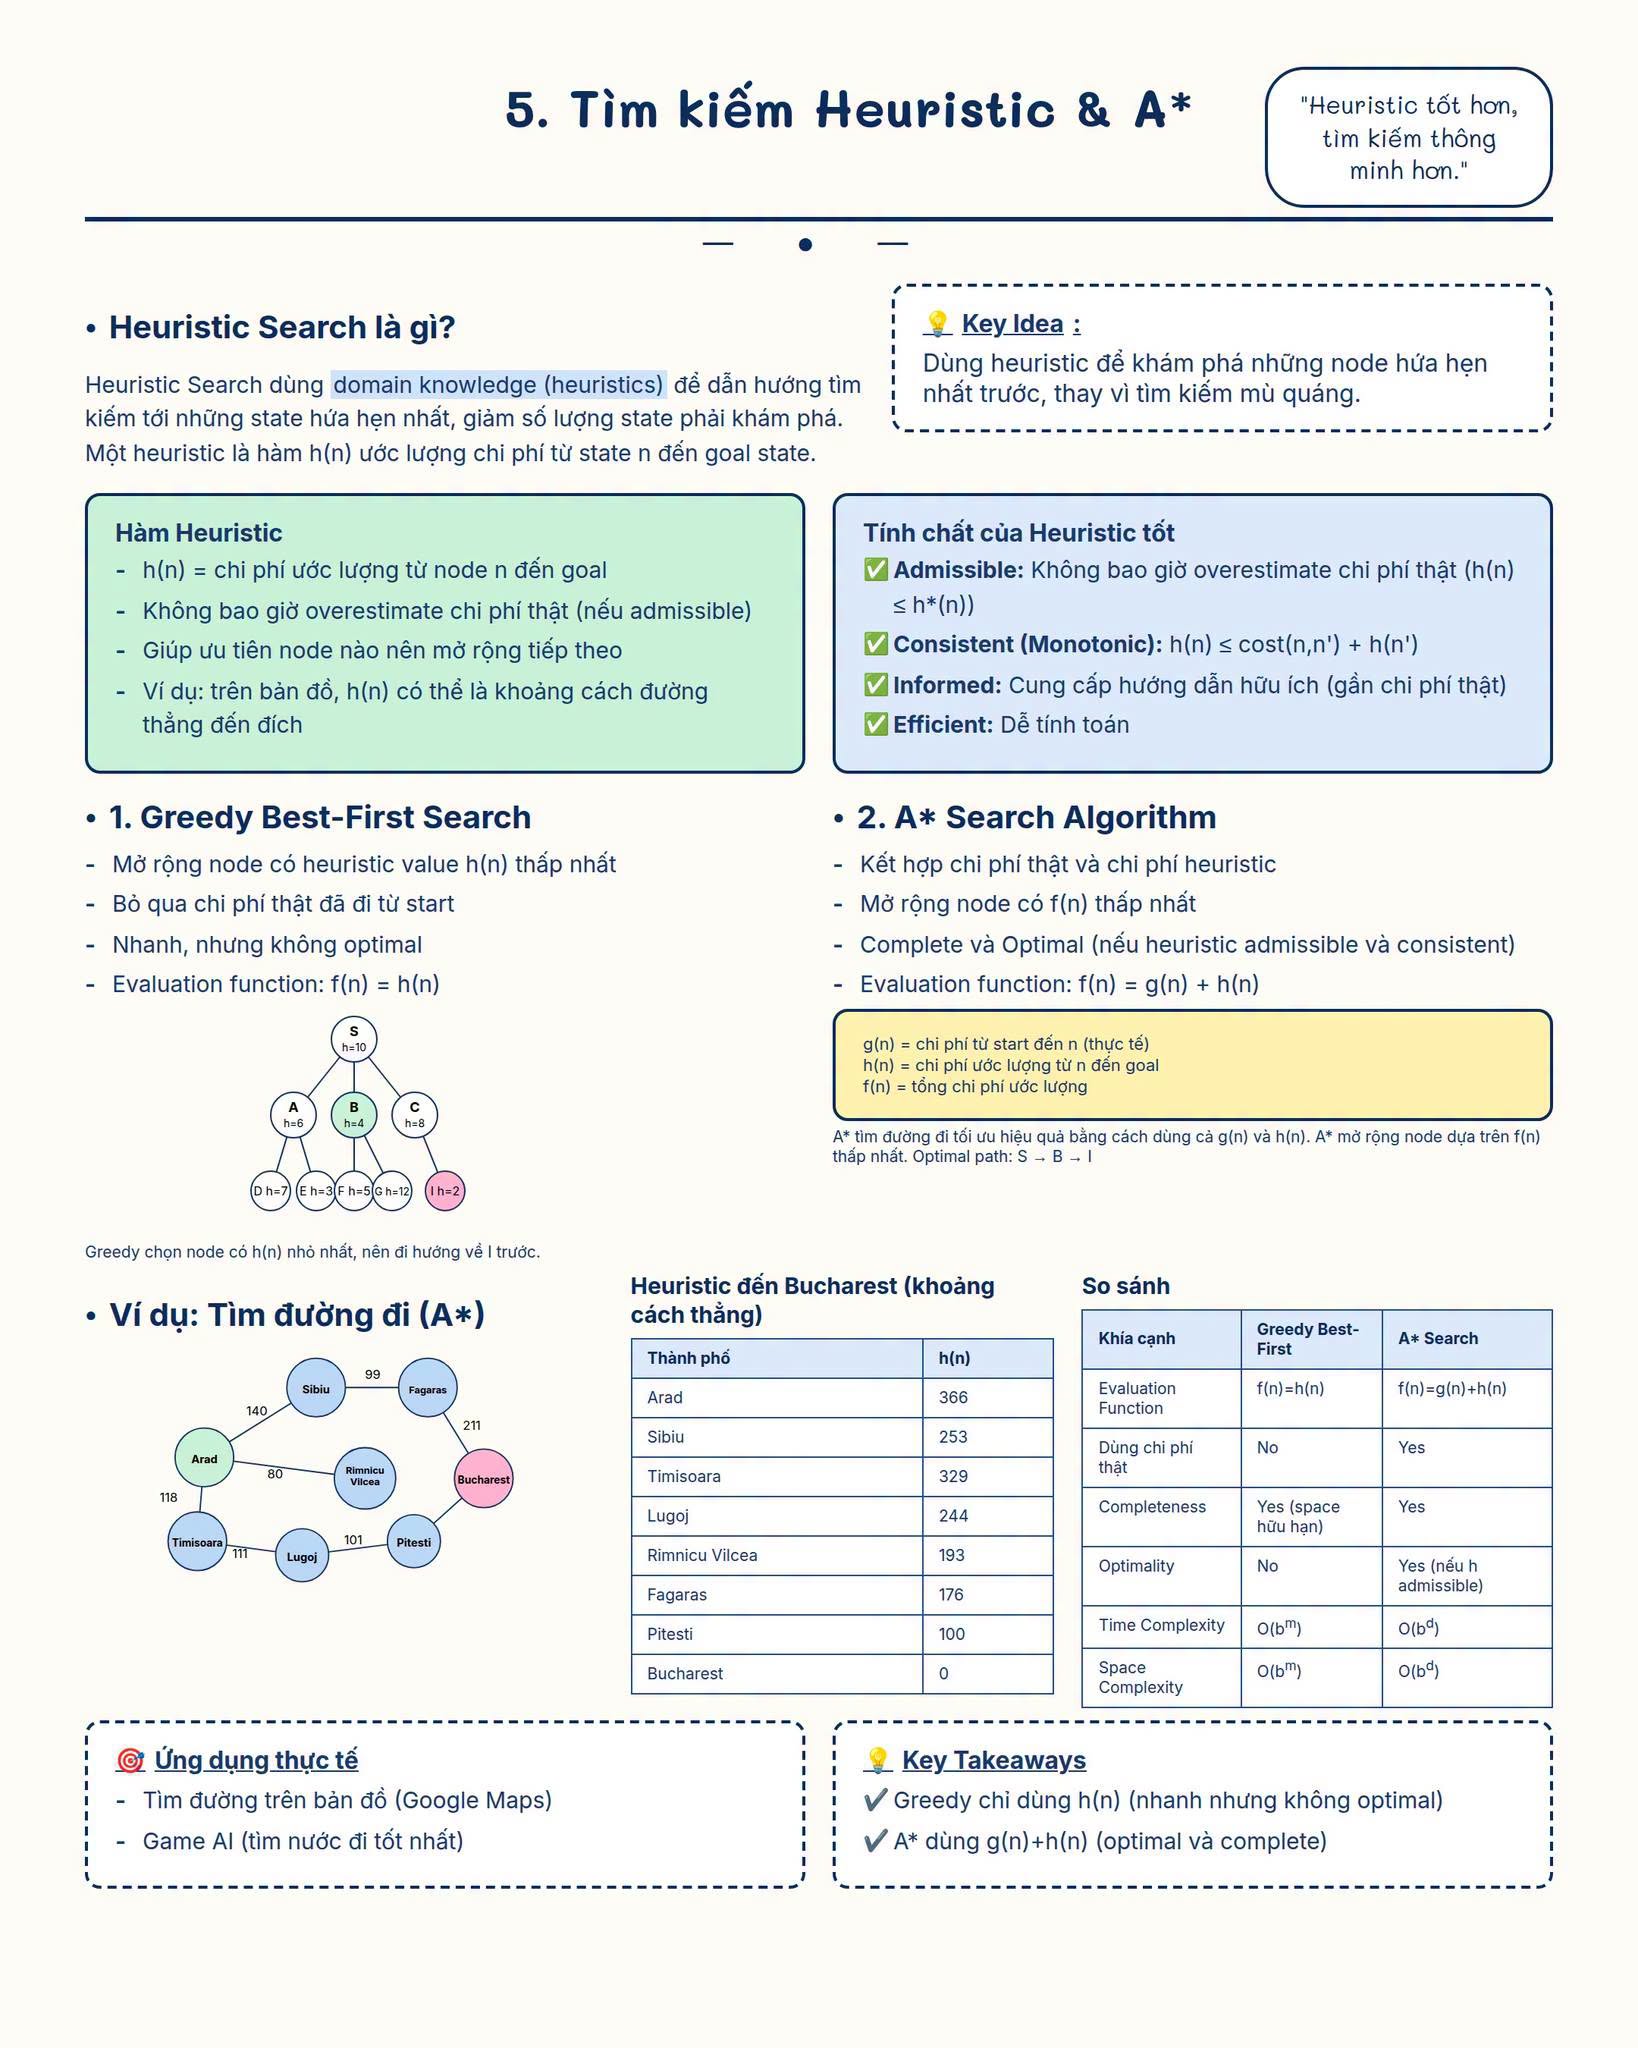 5. Tìm kiếm Heuristic & A*
"Heuristic tốt hơn,
tìm kiếm thông
minh hơn."
• Heuristic Search là gì?
Heuristic Search dùng domain knowledge (heuristics) để dẫn hướng tìm
kiếm tới những state hứa hẹn nhất, giảm số lượng state phải khám phá.
Một heuristic là hàm h(n) ước lượng chi phí từ state n đến goal state.
💡 Key Idea :
Dùng heuristic để khám phá những node hứa hẹn
nhất trước, thay vì tìm kiếm mù quáng.
Hàm Heuristic
- h(n) = chi phí ước lượng từ node n đến goal
- Không bao giờ overestimate chi phí thật (nếu admissible)
- Giúp ưu tiên node nào nên mở rộng tiếp theo
- Ví dụ: trên bản đồ, h(n) có thể là khoảng cách đường
thẳng đến đích
Tính chất của Heuristic tốt
✅ Admissible: Không bao giờ overestimate chi phí thật (h(n)
≤ h*(n))
✅ Consistent (Monotonic): h(n) ≤ cost(n,n') + h(n')
✅ Informed: Cung cấp hướng dẫn hữu ích (gần chi phí thật)
✅ Efficient: Dễ tính toán
• 1. Greedy Best-First Search
- Mở rộng node có heuristic value h(n) thấp nhất
- Bỏ qua chi phí thật đã đi từ start
- Nhanh, nhưng không optimal
- Evaluation function: f(n) = h(n)
S
h=10
A
h=6
B
h=4
C
h=8
D h=7
E h=3
F h=5
G h=12
I h=2
Greedy chọn node có h(n) nhỏ nhất, nên đi hướng về I trước.
• 2. A* Search Algorithm
- Kết hợp chi phí thật và chi phí heuristic
- Mở rộng node có f(n) thấp nhất
- Complete và Optimal (nếu heuristic admissible và consistent)
- Evaluation function: f(n) = g(n) + h(n)
g(n) = chi phí từ start đến n (thực tế)
h(n) = chi phí ước lượng từ n đến goal
f(n) = tổng chi phí ước lượng
A* tìm đường đi tối ưu hiệu quả bằng cách dùng cả g(n) và h(n). A* mở rộng node dựa trên f(n)
thấp nhất. Optimal path: S → B → I
• Ví dụ: Tìm đường đi (A*)
Sibiu
99
Fagaras
140
211
Arad
80
Rimnicu
Vilcea
Bucharest
118
Timisoara
111
Lugoj
101
Pitesti
Heuristic đến Bucharest (khoảng
cách thẳng)
Thành phố h(n)
Arad 366
Sibiu 253
Timisoara 329
Lugoj 244
Rimnicu Vilcea 193
Fagaras 176
Pitesti 100
Bucharest 0
So sánh
Khía cạnh Greedy Best- A* Search
First
Evaluation f(n)=h(n) f(n)=g(n)+h(n)
Function
Dùng chi phí No Yes
thật
Completeness Yes (space Yes
hữu hạn)
Optimality No Yes (nếu h
admissible)
Time Complexity O(b^m) O(b^d)
Space O(b^m) O(b^d)
Complexity
🎯 Ứng dụng thực tế
- Tìm đường trên bản đồ (Google Maps)
- Game AI (tìm nước đi tốt nhất)
💡 Key Takeaways
✔ Greedy chỉ dùng h(n) (nhanh nhưng không optimal)
✔ A* dùng g(n)+h(n) (optimal và complete)